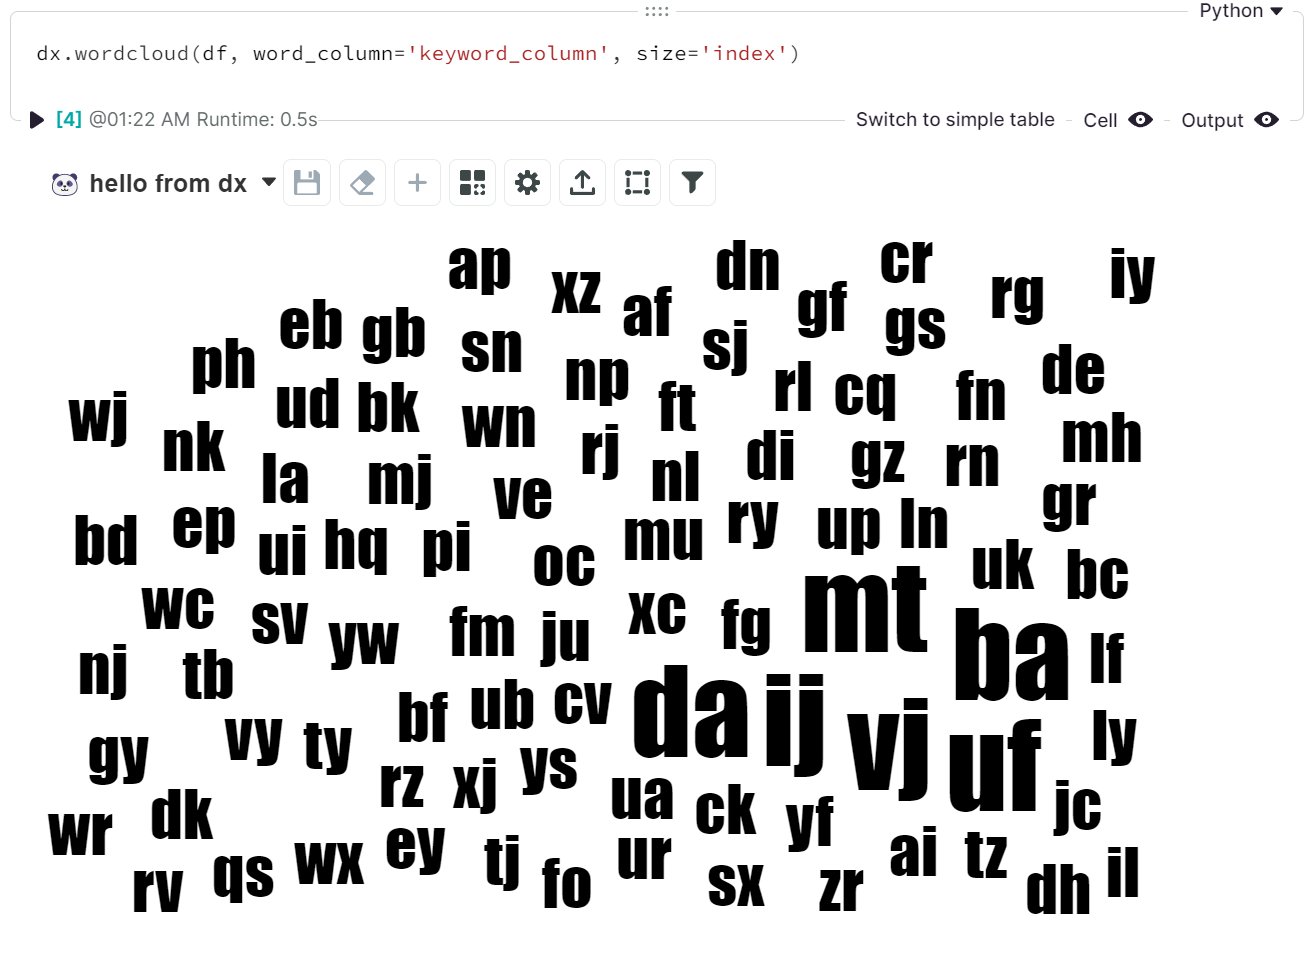 Python
dx.wordcloud(df, word_column='keyword_column', size='index')
[4] @01:22 AM Runtime: 0.5s Switch to simple table Cell Output
hello from dx
ap xz af dn gf cr gs rg iy
eb gb sn sj
ph np rl cq fn de
wj ud bk wn ft mh
nk rj di gz rn
la mj ve nl gr
bd ep ui hq pi oc mu ry up ln uk bc
wc sv yw fm ju xc fg mt ba lf
nj tb
bf ub cv da ij vj uf ly
gy vy ty rz xj ys ua ck yf jc
wr dk
rv qs wx ey tj fo ur sx zr ai tz dh il